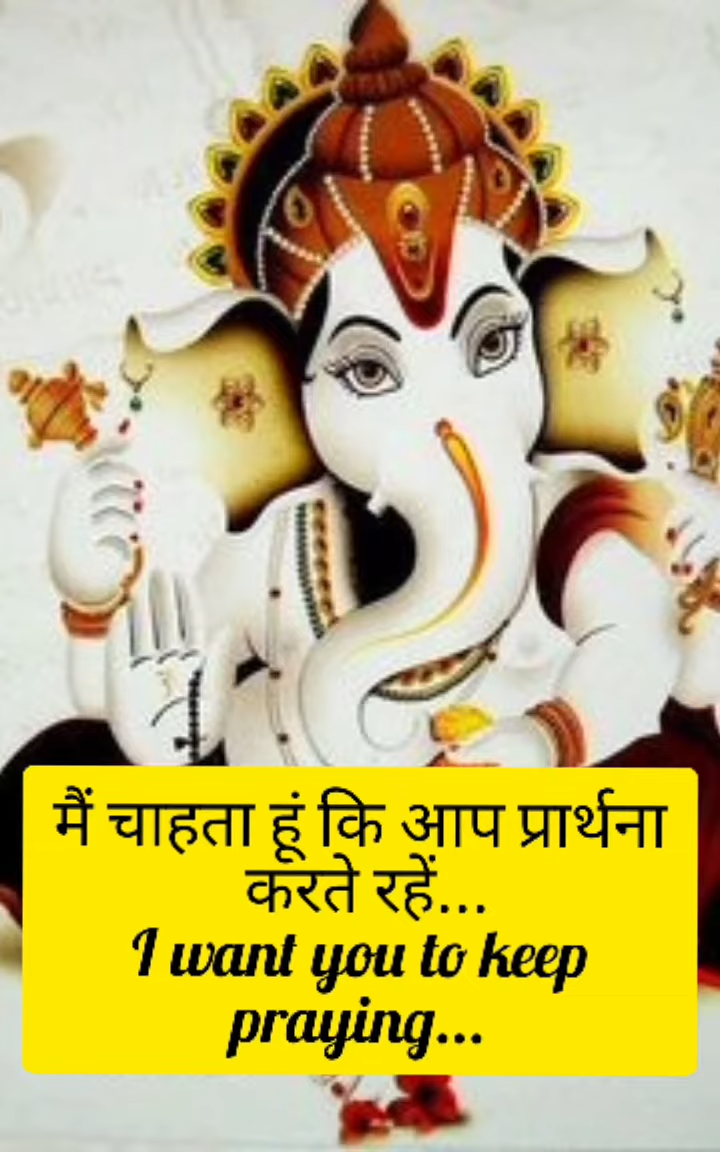 मैं चाहता हूं कि आप प्रार्थना
करते रहें...
I want you to keep
praying...